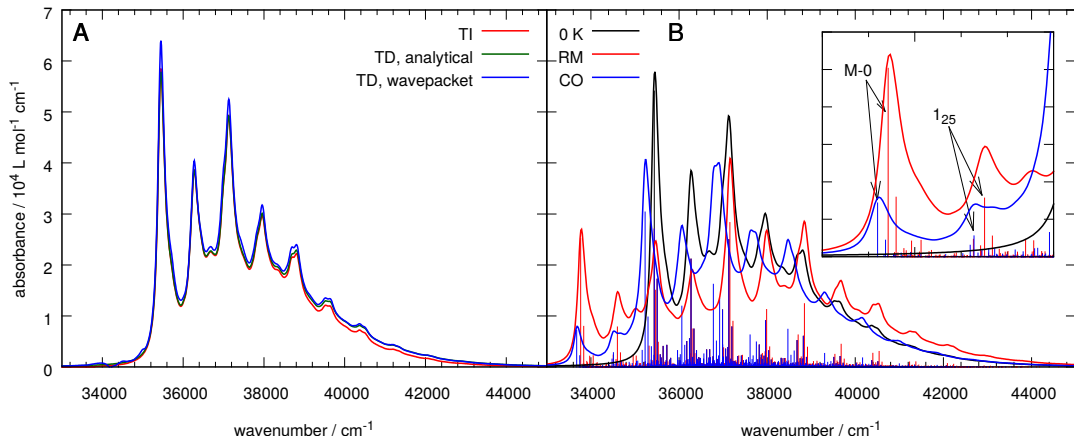 A
B
TI
TD, analytical
TD, wavepacket
0 K
RM
CO
M-0
1₂₅
absorbance / 10⁴ L mol⁻¹ cm⁻¹
7
6
5
4
3
2
1
0
34000 36000 38000 40000 42000 44000
34000 36000 38000 40000 42000 44000
wavenumber / cm⁻¹
wavenumber / cm⁻¹